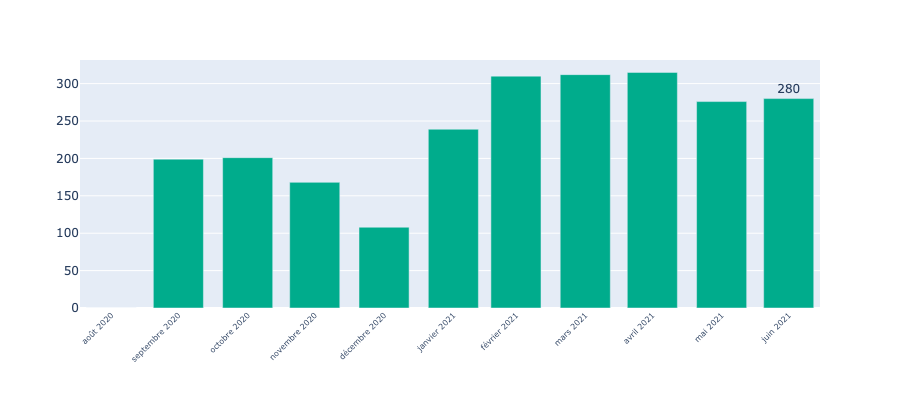 300
280
250
200
150
100
50
0
août 2020
septembre 2020
octobre 2020
novembre 2020
décembre 2020
janvier 2021
février 2021
mars 2021
avril 2021
mai 2021
juin 2021